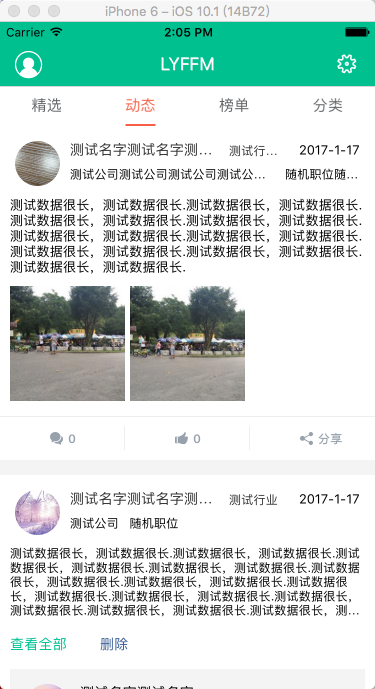 iPhone 6 – iOS 10.1 (14B72)
Carrier 2:05 PM
LYFFM
精选 动态 榜单 分类
测试名字测试名字测... 测试行... 2017-1-17
测试公司测试公司测试公司测试公... 随机职位随...
测试数据很长，测试数据很长.测试数据很长，测试数据很长.
测试数据很长，测试数据很长.测试数据很长，测试数据很长.
测试数据很长，测试数据很长.测试数据很长，测试数据很长.
测试数据很长，测试数据很长.测试数据很长，测试数据很长.
测试数据很长，测试数据很长.
0 0 分享
测试名字测试名字测... 测试行业 2017-1-17
测试公司 随机职位
测试数据很长，测试数据很长.测试数据很长，测试数据很长.测试
数据很长，测试数据很长.测试数据很长，测试数据很长.测试数据
很长，测试数据很长.测试数据很长，测试数据很长.测试数据很
长，测试数据很长.测试数据很长，测试数据很长.测试数据很长，
测试数据很长.测试数据很长，测试数据很长.测试数据很长，测...
查看全部 删除